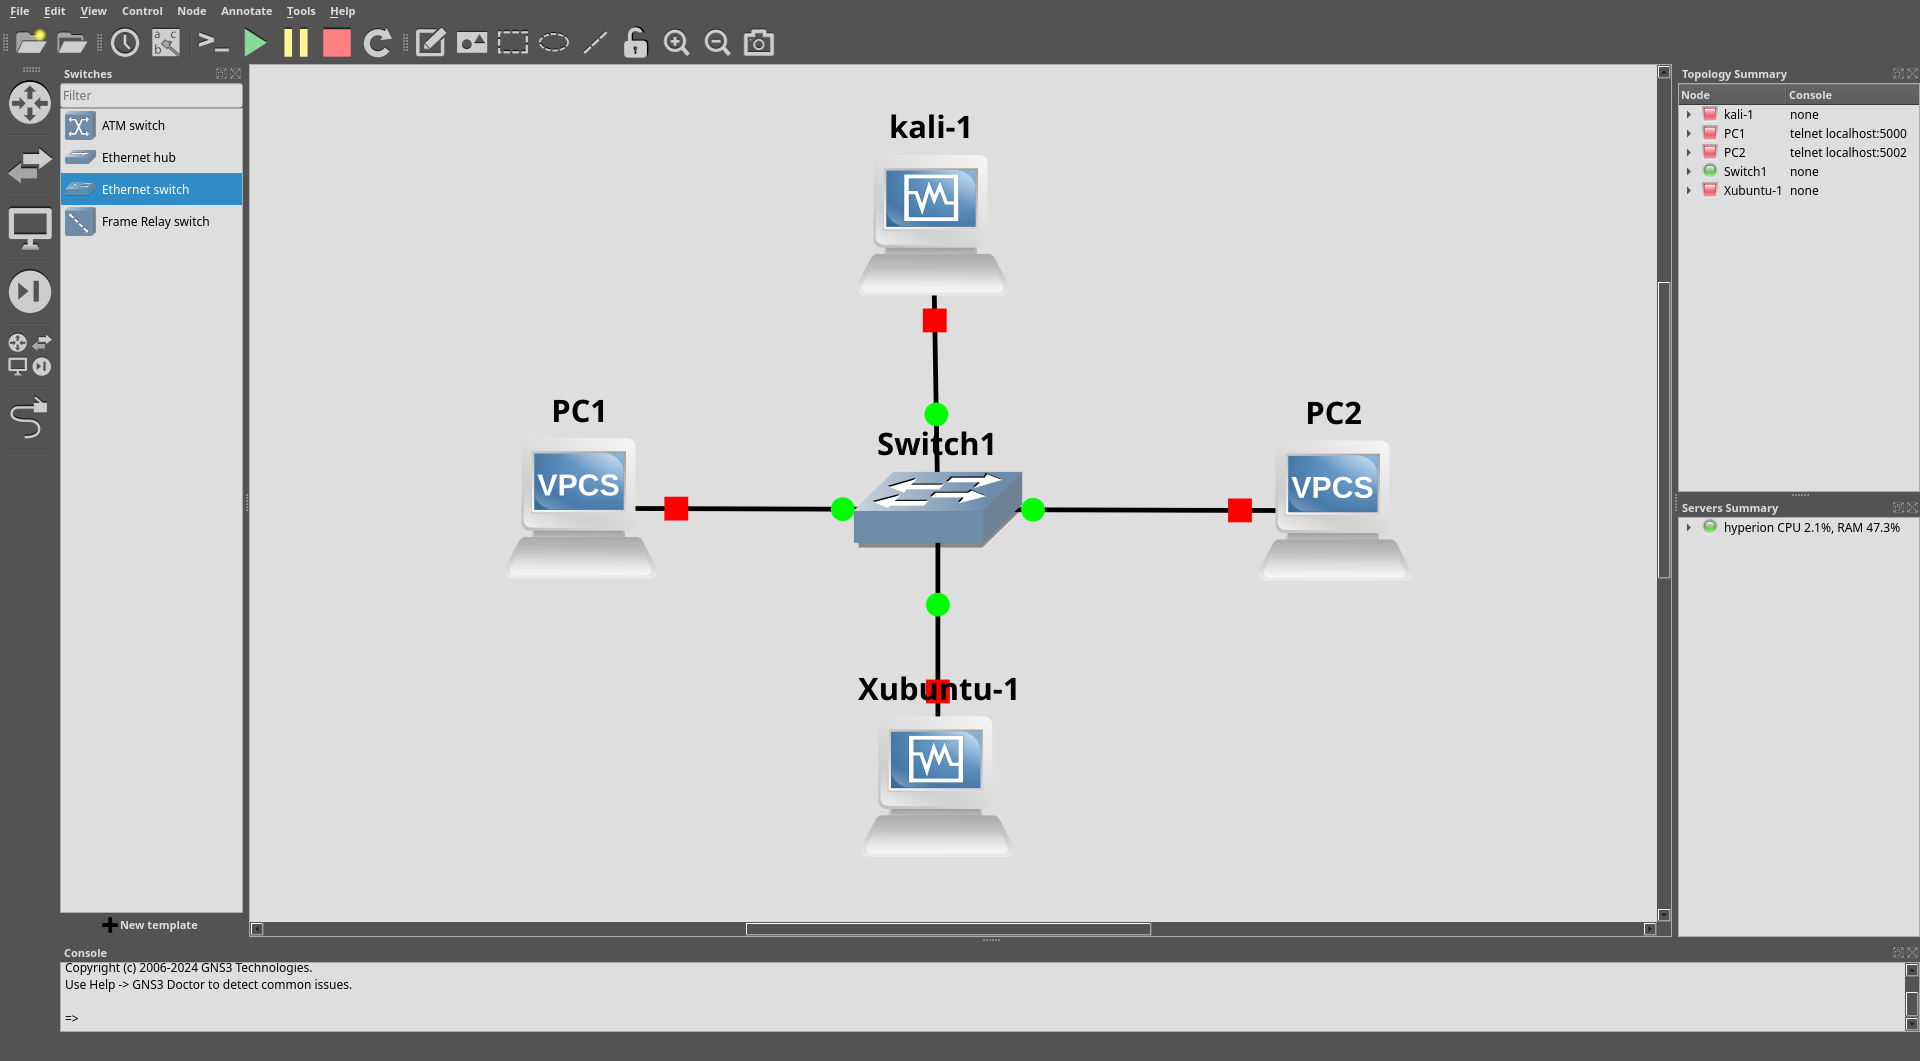 File Edit View Control Node Annotate Tools Help
a c
b
Switches
Filter
ATM switch
Ethernet hub
Ethernet switch
Frame Relay switch
New template
kali-1
PC1
VPCS
Switch1
PC2
VPCS
Xubuntu-1
Topology Summary
Node Console
kali-1 none
PC1 telnet localhost:5000
PC2 telnet localhost:5002
Switch1 none
Xubuntu-1 none
Servers Summary
hyperion CPU 2.1%, RAM 47.3%
Console
Copyright (c) 2006-2024 GNS3 Technologies.
Use Help -> GNS3 Doctor to detect common issues.
=>